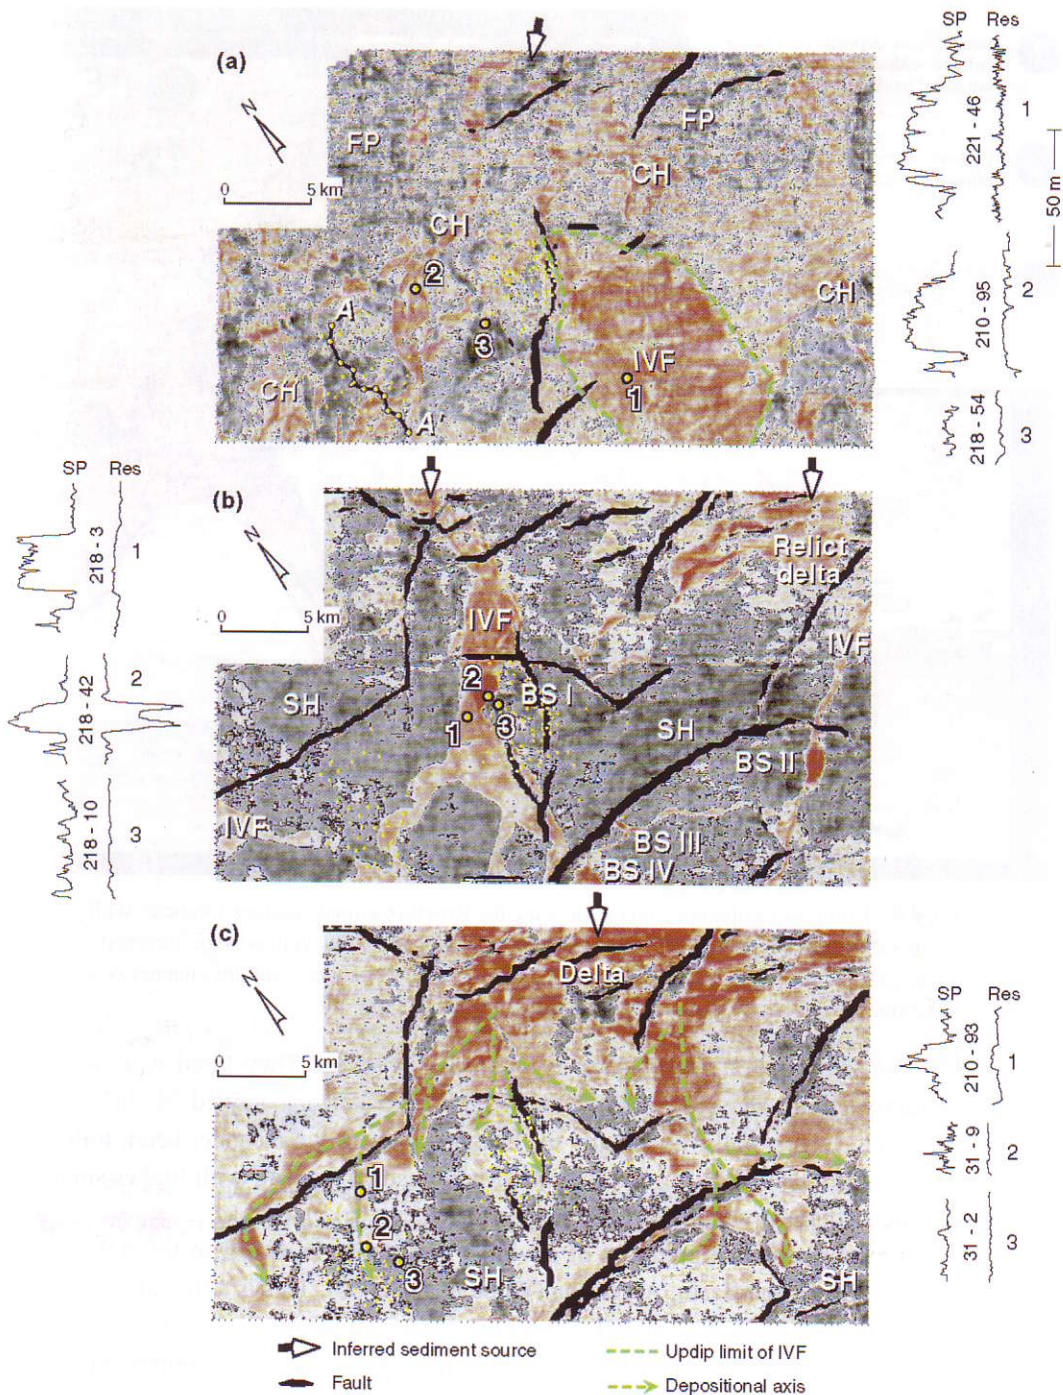 (a)
N
0 5 km
FP
FP
CH
CH
CH
CH
2
3
A
A'
IVF
1
SP Res
221 - 46
1
210 - 95
2
218 - 54
3
50 m
(b)
N
0 5 km
SP Res
218 - 3
1
218 - 42
2
218 - 10
3
Relict
delta
IVF
IVF
IVF
SH
SH
BS I
BS II
BS III
BS IV
1
2
3
(c)
N
0 5 km
Delta
1
2
3
SH
SH
SP Res
210 - 93
1
31 - 9
2
31 - 2
3
Inferred sediment source
Updip limit of IVF
Fault
Depositional axis